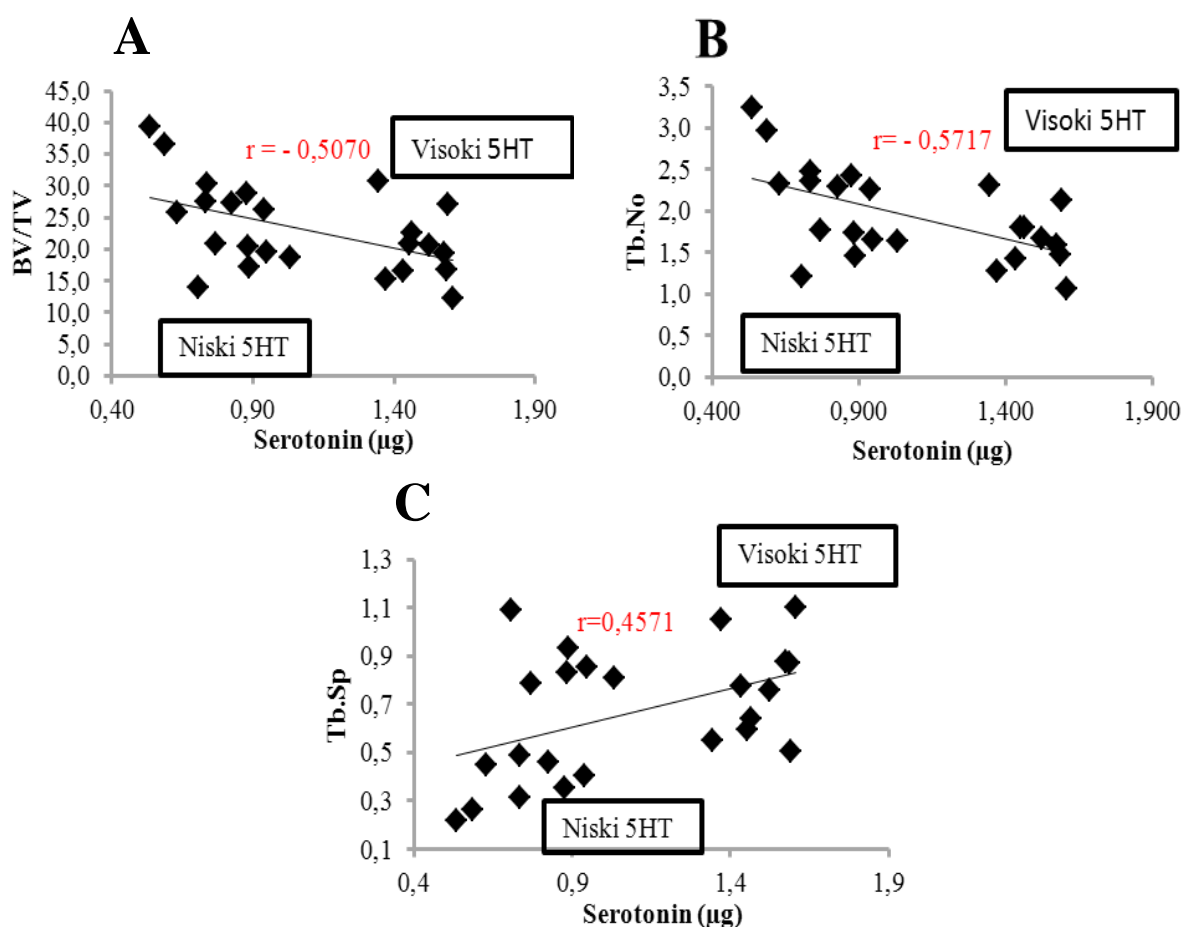 A
45,0
40,0
35,0
30,0
25,0
20,0
15,0
10,0
5,0
0,0
BV/TV
r = - 0,5070
Visoki 5HT
Niski 5HT
0,40 0,90 1,40 1,90
Serotonin (µg)
B
3,5
3,0
2,5
2,0
1,5
1,0
0,5
0,0
Tb.No
r= - 0,5717
Visoki 5HT
Niski 5HT
0,400 0,900 1,400 1,900
Serotonin (µg)
C
1,3
1,1
0,9
0,7
0,5
0,3
0,1
Tb.Sp
r=0,4571
Visoki 5HT
Niski 5HT
0,4 0,9 1,4 1,9
Serotonin (µg)